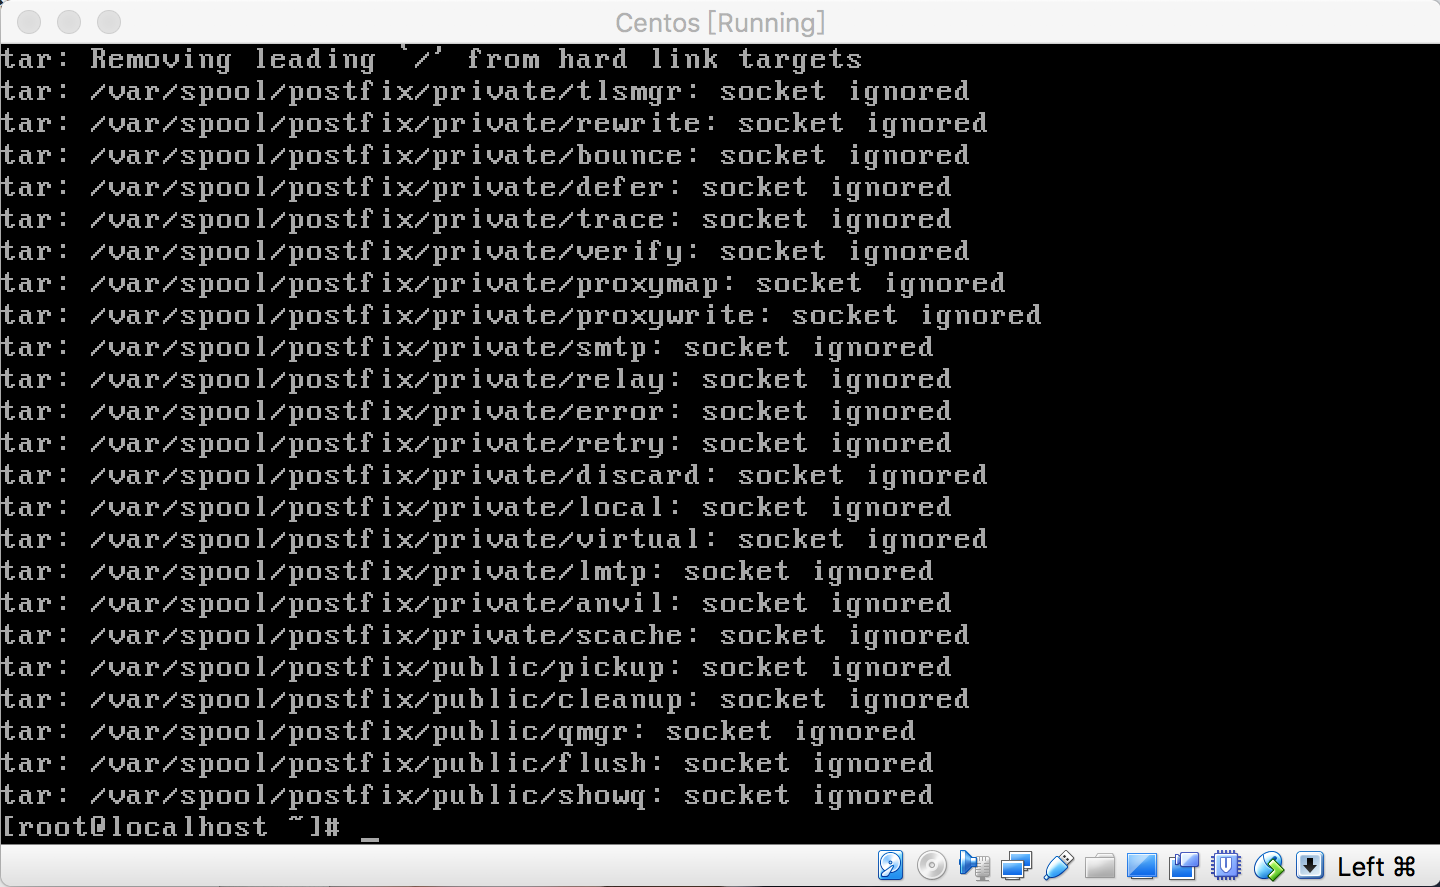 Centos [Running]
tar: Removing leading `/' from hard link targets
tar: /var/spool/postfix/private/tlsmgr: socket ignored
tar: /var/spool/postfix/private/rewrite: socket ignored
tar: /var/spool/postfix/private/bounce: socket ignored
tar: /var/spool/postfix/private/defer: socket ignored
tar: /var/spool/postfix/private/trace: socket ignored
tar: /var/spool/postfix/private/verify: socket ignored
tar: /var/spool/postfix/private/proxymap: socket ignored
tar: /var/spool/postfix/private/proxywrite: socket ignored
tar: /var/spool/postfix/private/smtp: socket ignored
tar: /var/spool/postfix/private/relay: socket ignored
tar: /var/spool/postfix/private/error: socket ignored
tar: /var/spool/postfix/private/retry: socket ignored
tar: /var/spool/postfix/private/discard: socket ignored
tar: /var/spool/postfix/private/local: socket ignored
tar: /var/spool/postfix/private/virtual: socket ignored
tar: /var/spool/postfix/private/lmtp: socket ignored
tar: /var/spool/postfix/private/anvil: socket ignored
tar: /var/spool/postfix/private/scache: socket ignored
tar: /var/spool/postfix/public/pickup: socket ignored
tar: /var/spool/postfix/public/cleanup: socket ignored
tar: /var/spool/postfix/public/qmgr: socket ignored
tar: /var/spool/postfix/public/flush: socket ignored
tar: /var/spool/postfix/public/showq: socket ignored
[root@localhost ~]# _
Left ⌘